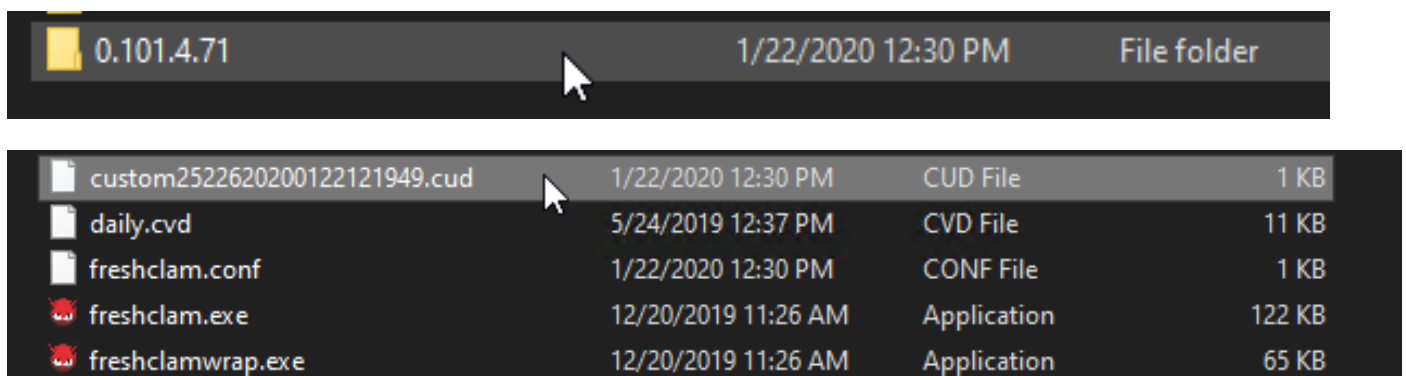 0.101.4.71 1/22/2020 12:30 PM File folder
custom2522620200122121949.cud 1/22/2020 12:30 PM CUD File 1 KB
daily.cvd 5/24/2019 12:37 PM CVD File 11 KB
freshclam.conf 1/22/2020 12:30 PM CONF File 1 KB
freshclam.exe 12/20/2019 11:26 AM Application 122 KB
freshclamwrap.exe 12/20/2019 11:26 AM Application 65 KB